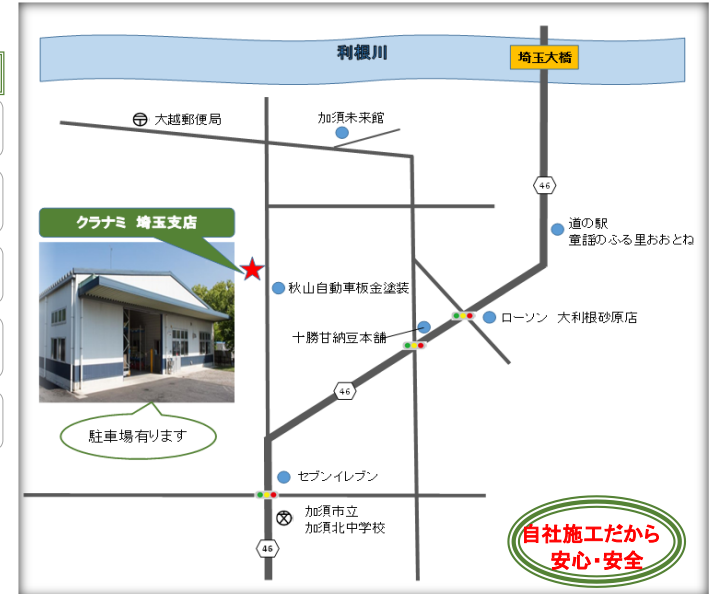 利根川
埼玉大橋
大越郵便局
加須未来館
46
クラナミ 埼玉支店
道の駅
童謡のふる里おおとね
秋山自動車板金塗装
ローソン 大利根砂原店
十勝甘納豆本舗
46
駐車場有ります
セブンイレブン
加須市立
加須北中学校
46
自社施工だから
安心・安全